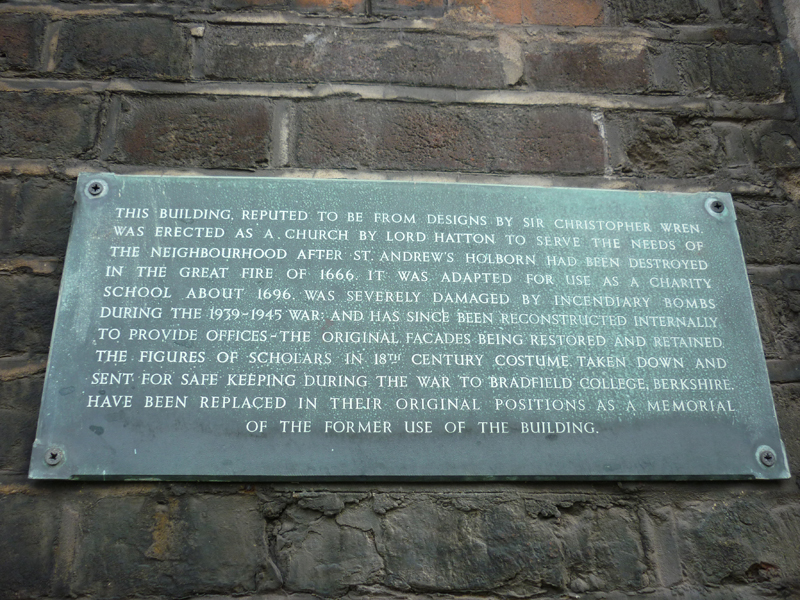 THIS BUILDING, REPUTED TO BE FROM DESIGNS BY SIR CHRISTOPHER WREN,
WAS ERECTED AS A CHURCH BY LORD HATTON TO SERVE THE NEEDS OF
THE NEIGHBOURHOOD AFTER ST. ANDREW'S HOLBORN HAD BEEN DESTROYED
IN THE GREAT FIRE OF 1666. IT WAS ADAPTED FOR USE AS A CHARITY
SCHOOL ABOUT 1696, WAS SEVERELY DAMAGED BY INCENDIARY BOMBS
DURING THE 1939-1945 WAR: AND HAS SINCE BEEN RECONSTRUCTED INTERNALLY
TO PROVIDE OFFICES - THE ORIGINAL FACADES BEING RESTORED AND RETAINED.
THE FIGURES OF SCHOLARS IN 18TH CENTURY COSTUME, TAKEN DOWN AND
SENT FOR SAFE KEEPING DURING THE WAR TO BRADFIELD COLLEGE, BERKSHIRE,
HAVE BEEN REPLACED IN THEIR ORIGINAL POSITIONS AS A MEMORIAL
OF THE FORMER USE OF THE BUILDING.